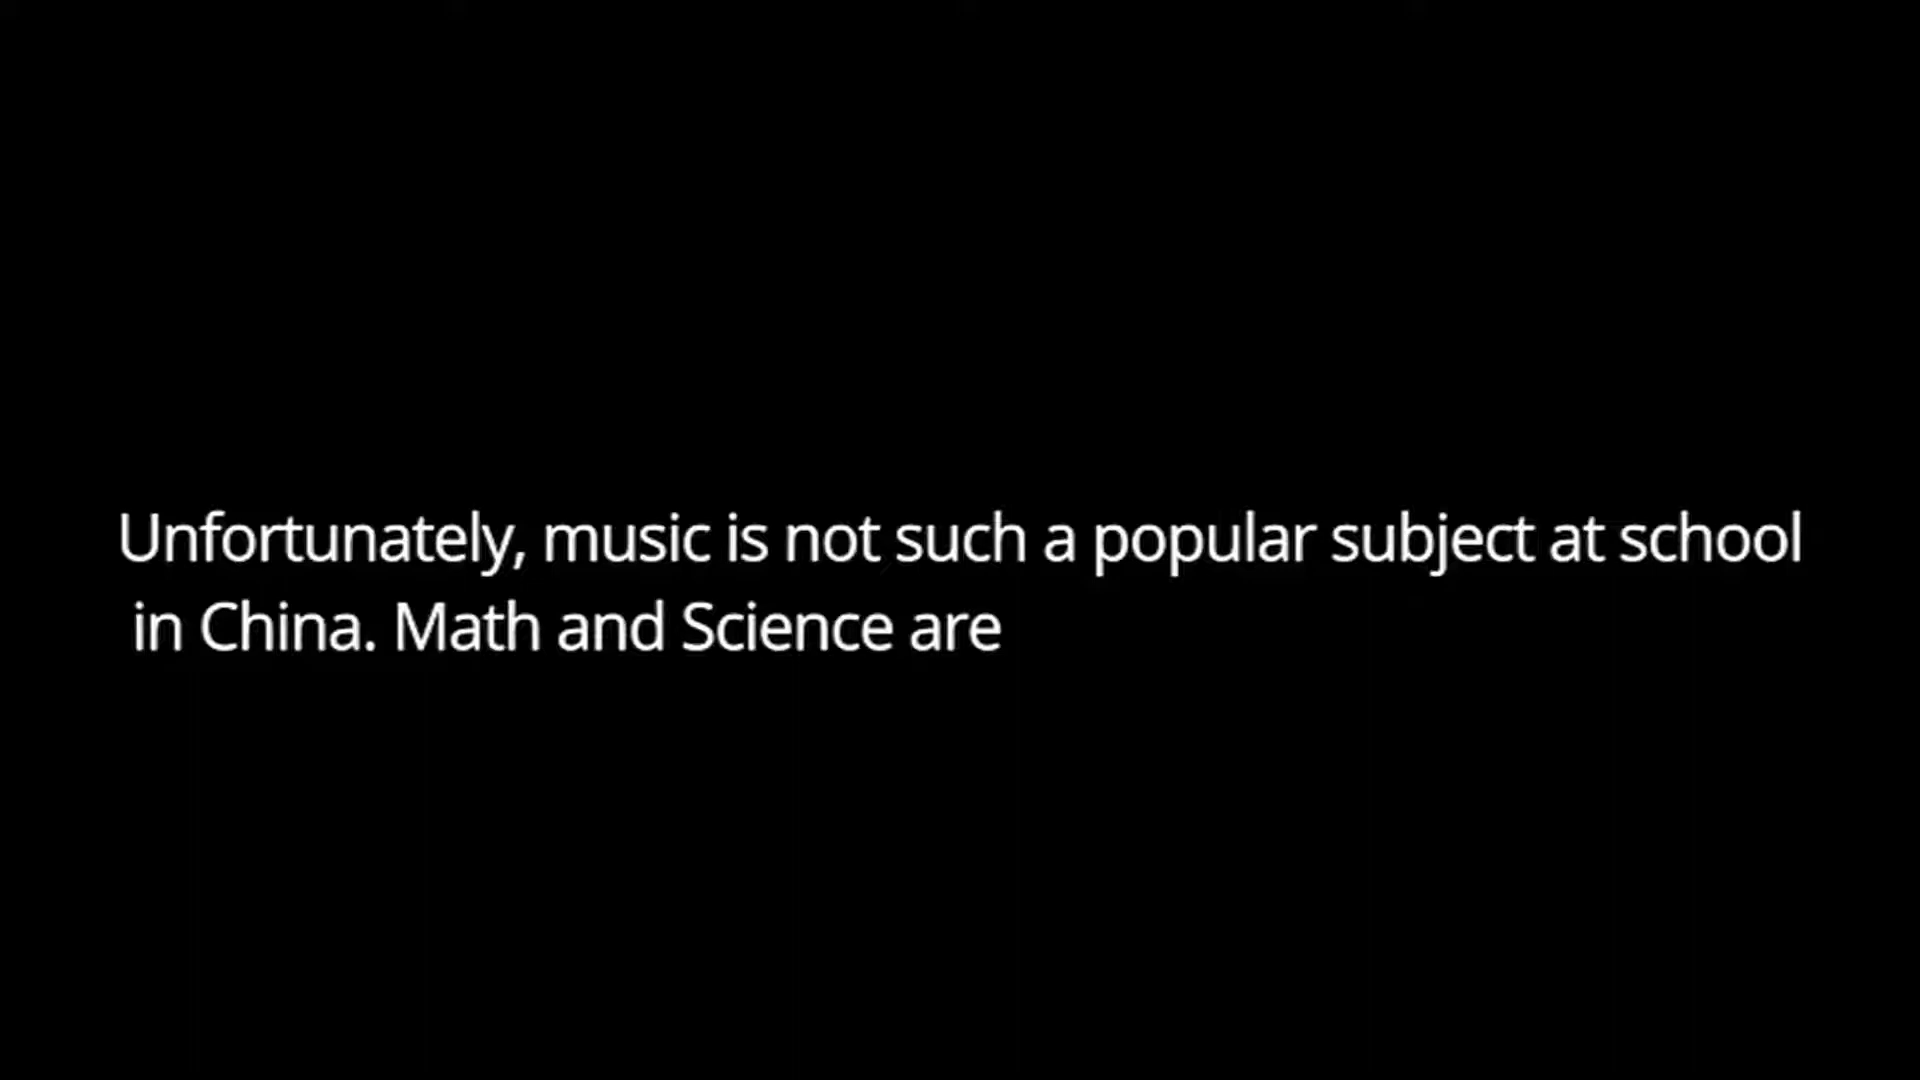 Unfortunately, music is not such a popular subject at school
in China. Math and Science are